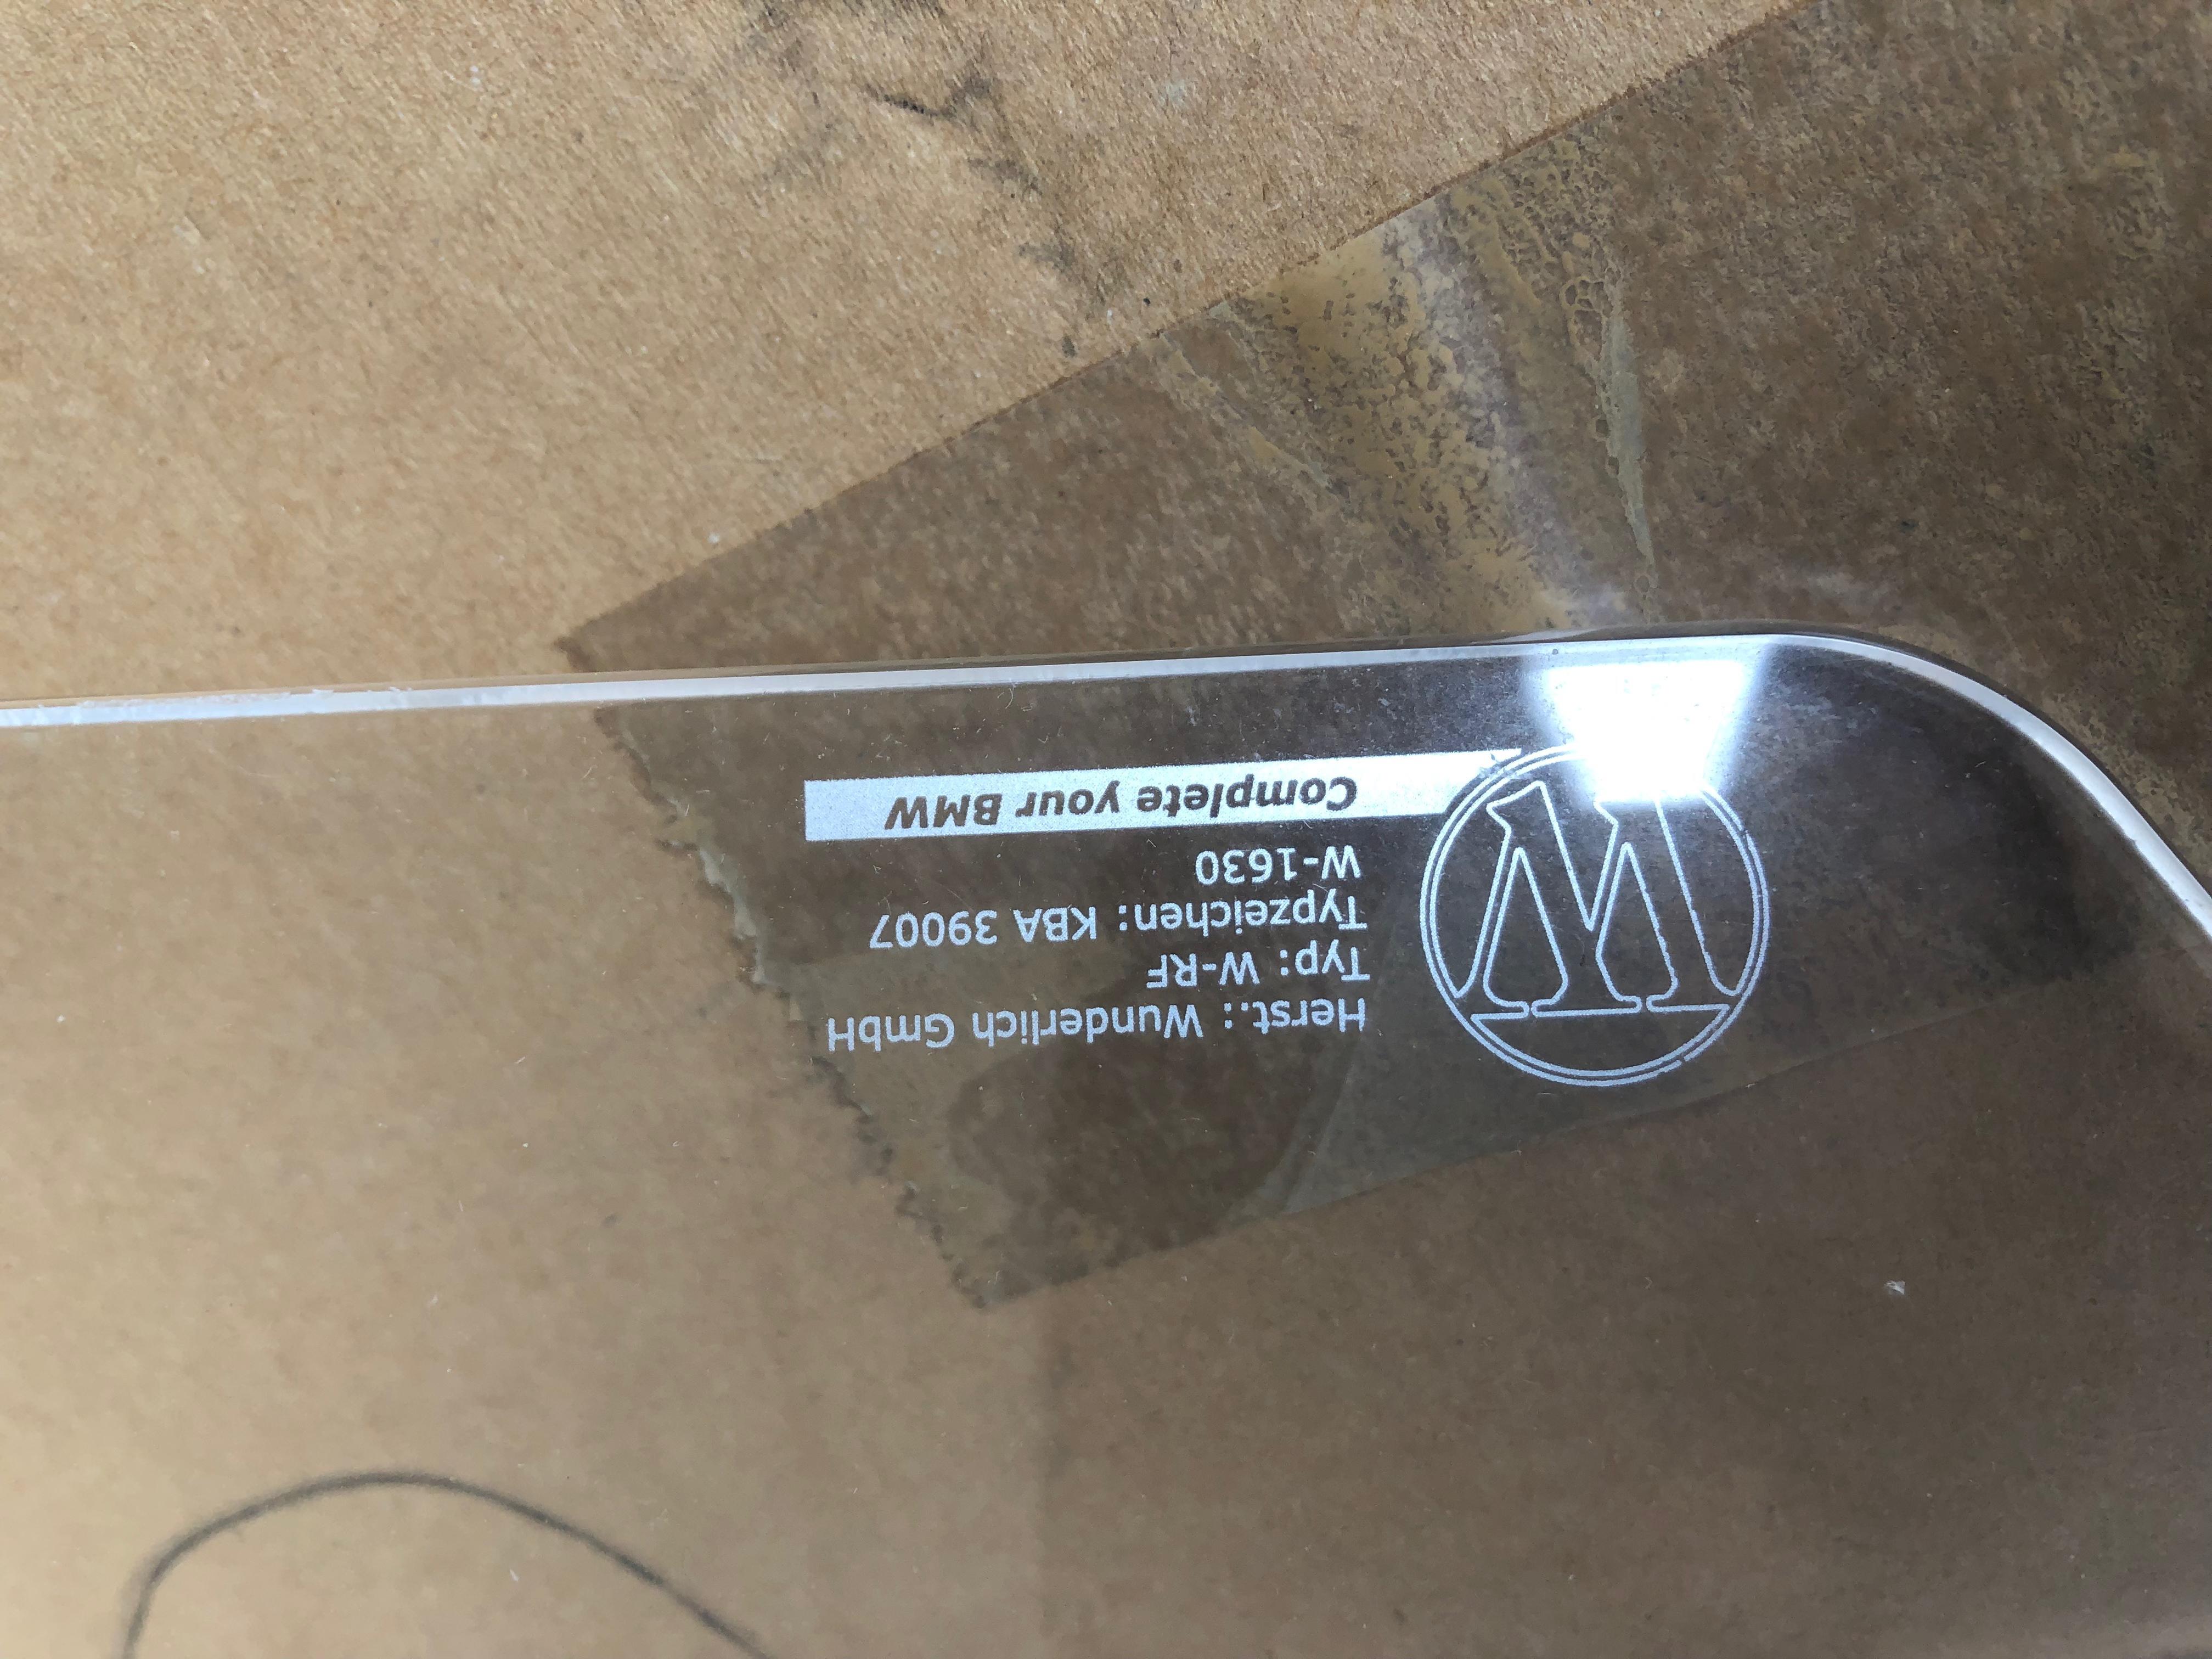 Herst.: Wunderlich GmbH
Typ: W-RF
Typzeichen: KBA 39007
W-1630
Complete your BMW